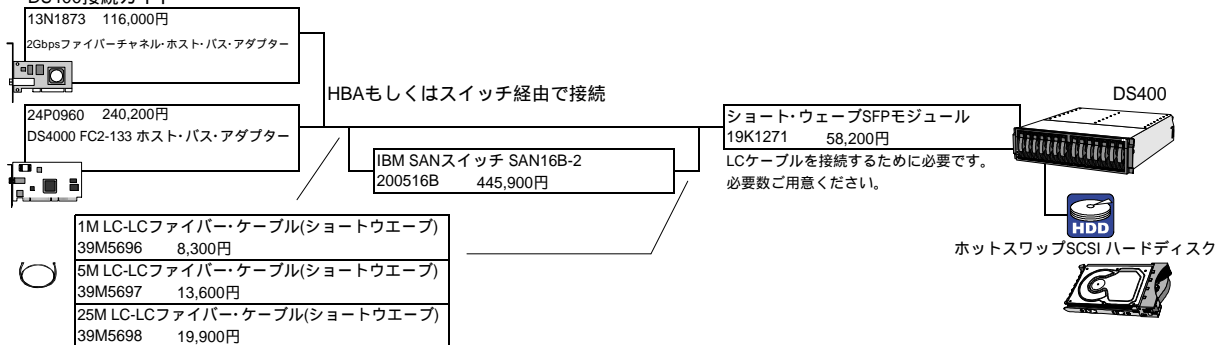 DS400接続ガイド
13N1873 116,000円
2Gbpsファイバーチャネル・ホスト・バス・アダプター
24P0960 240,200円
DS4000 FC2-133 ホスト・バス・アダプター
HBAもしくはスイッチ経由で接続
IBM SANスイッチ SAN16B-2
200516B 445,900円
ショート・ウェーブSFPモジュール
19K1271 58,200円
LCケーブルを接続するために必要です。
必要数ご用意ください。
DS400
HDD
ホットスワップSCSI ハードディスク
1M LC-LCファイバー・ケーブル(ショートウエーブ)
39M5696 8,300円
5M LC-LCファイバー・ケーブル(ショートウエーブ)
39M5697 13,600円
25M LC-LCファイバー・ケーブル(ショートウエーブ)
39M5698 19,900円